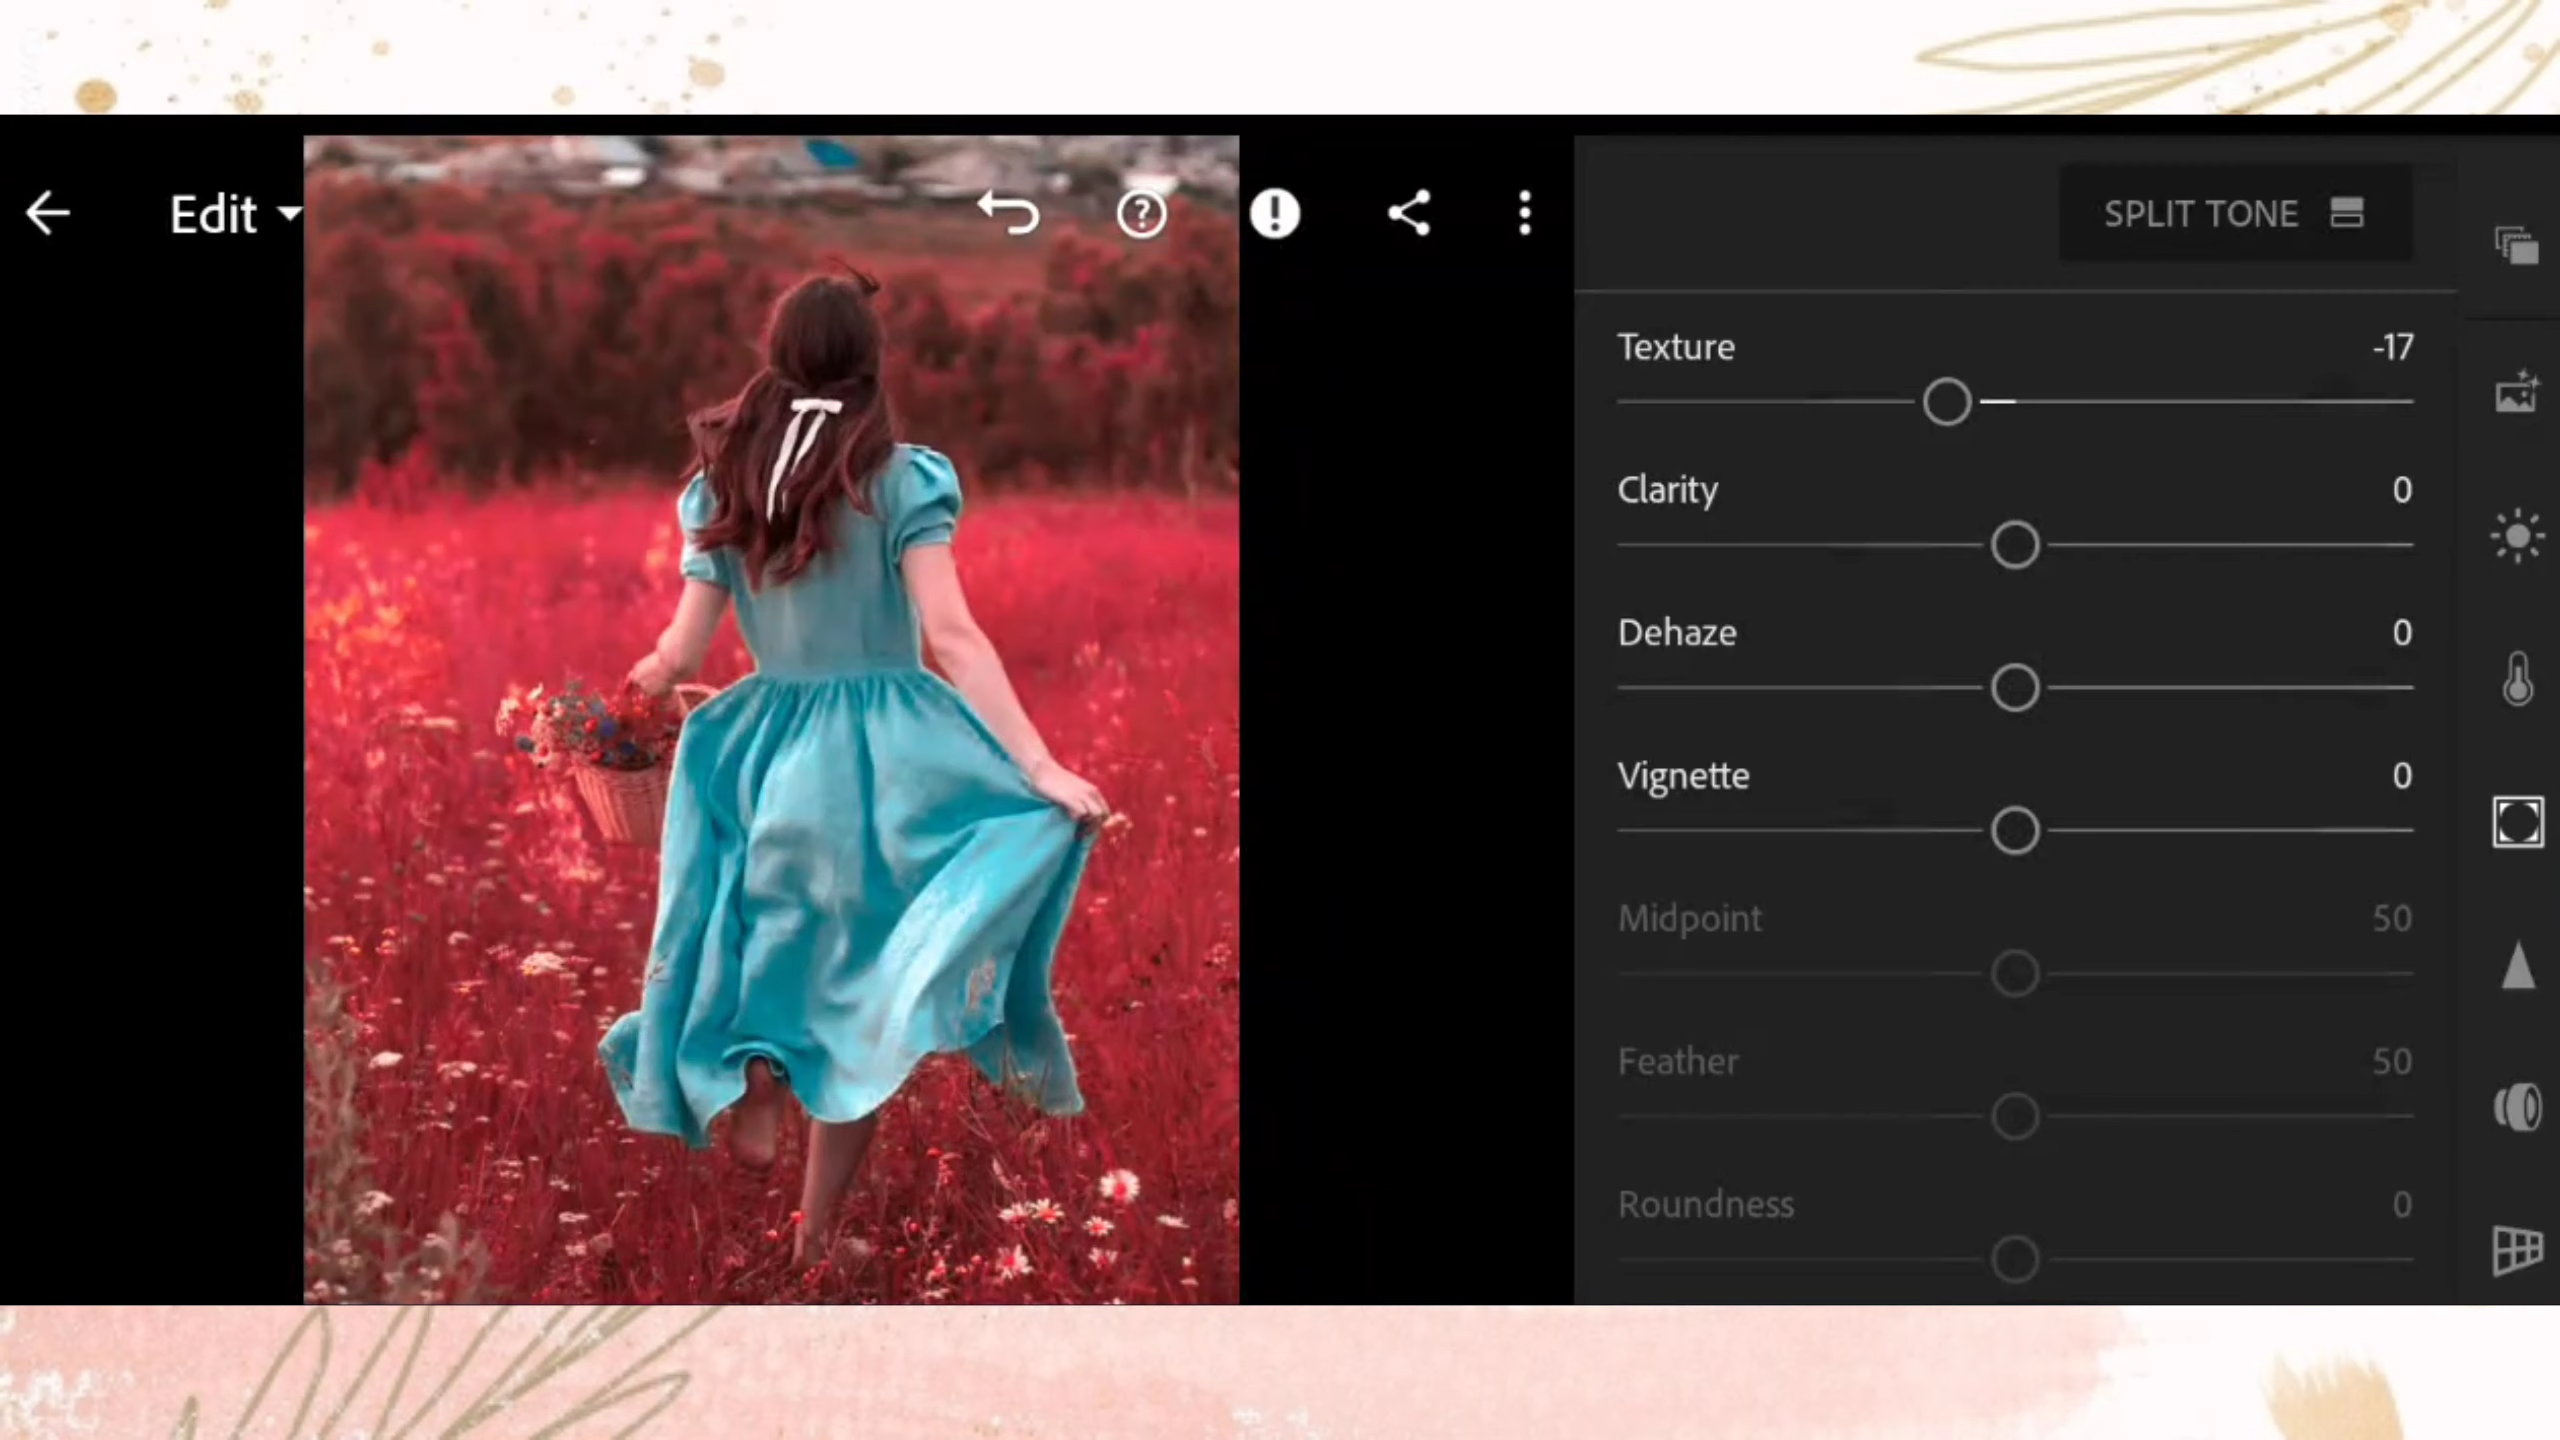 Edit
SPLIT TONE
Texture -17
Clarity 0
Dehaze 0
Vignette 0
Midpoint 50
Feather 50
Roundness 0